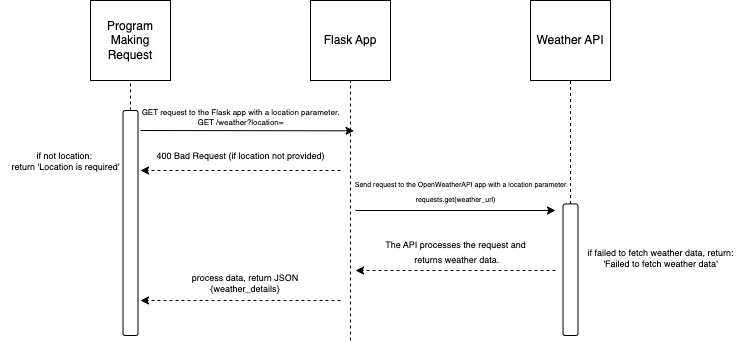 Program
Making
Request
Flask App
Weather API
GET request to the Flask app with a location parameter.
GET /weather?location=
if not location:
return 'Location is required'
400 Bad Request (if location not provided)
Send request to the OpenWeatherAPI app with a location parameter.
requests.get(weather_url)
The API processes the request and
returns weather data.
if failed to fetch weather data, return:
'Failed to fetch weather data'
process data, return JSON
{weather_details}